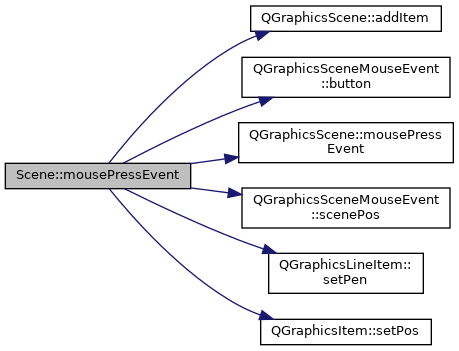 QGraphicsScene::addItem
QGraphicsSceneMouseEvent
::button
QGraphicsScene::mousePress
Event
Scene::mousePressEvent
QGraphicsSceneMouseEvent
::scenePos
QGraphicsLineItem::
setPen
QGraphicsItem::setPos